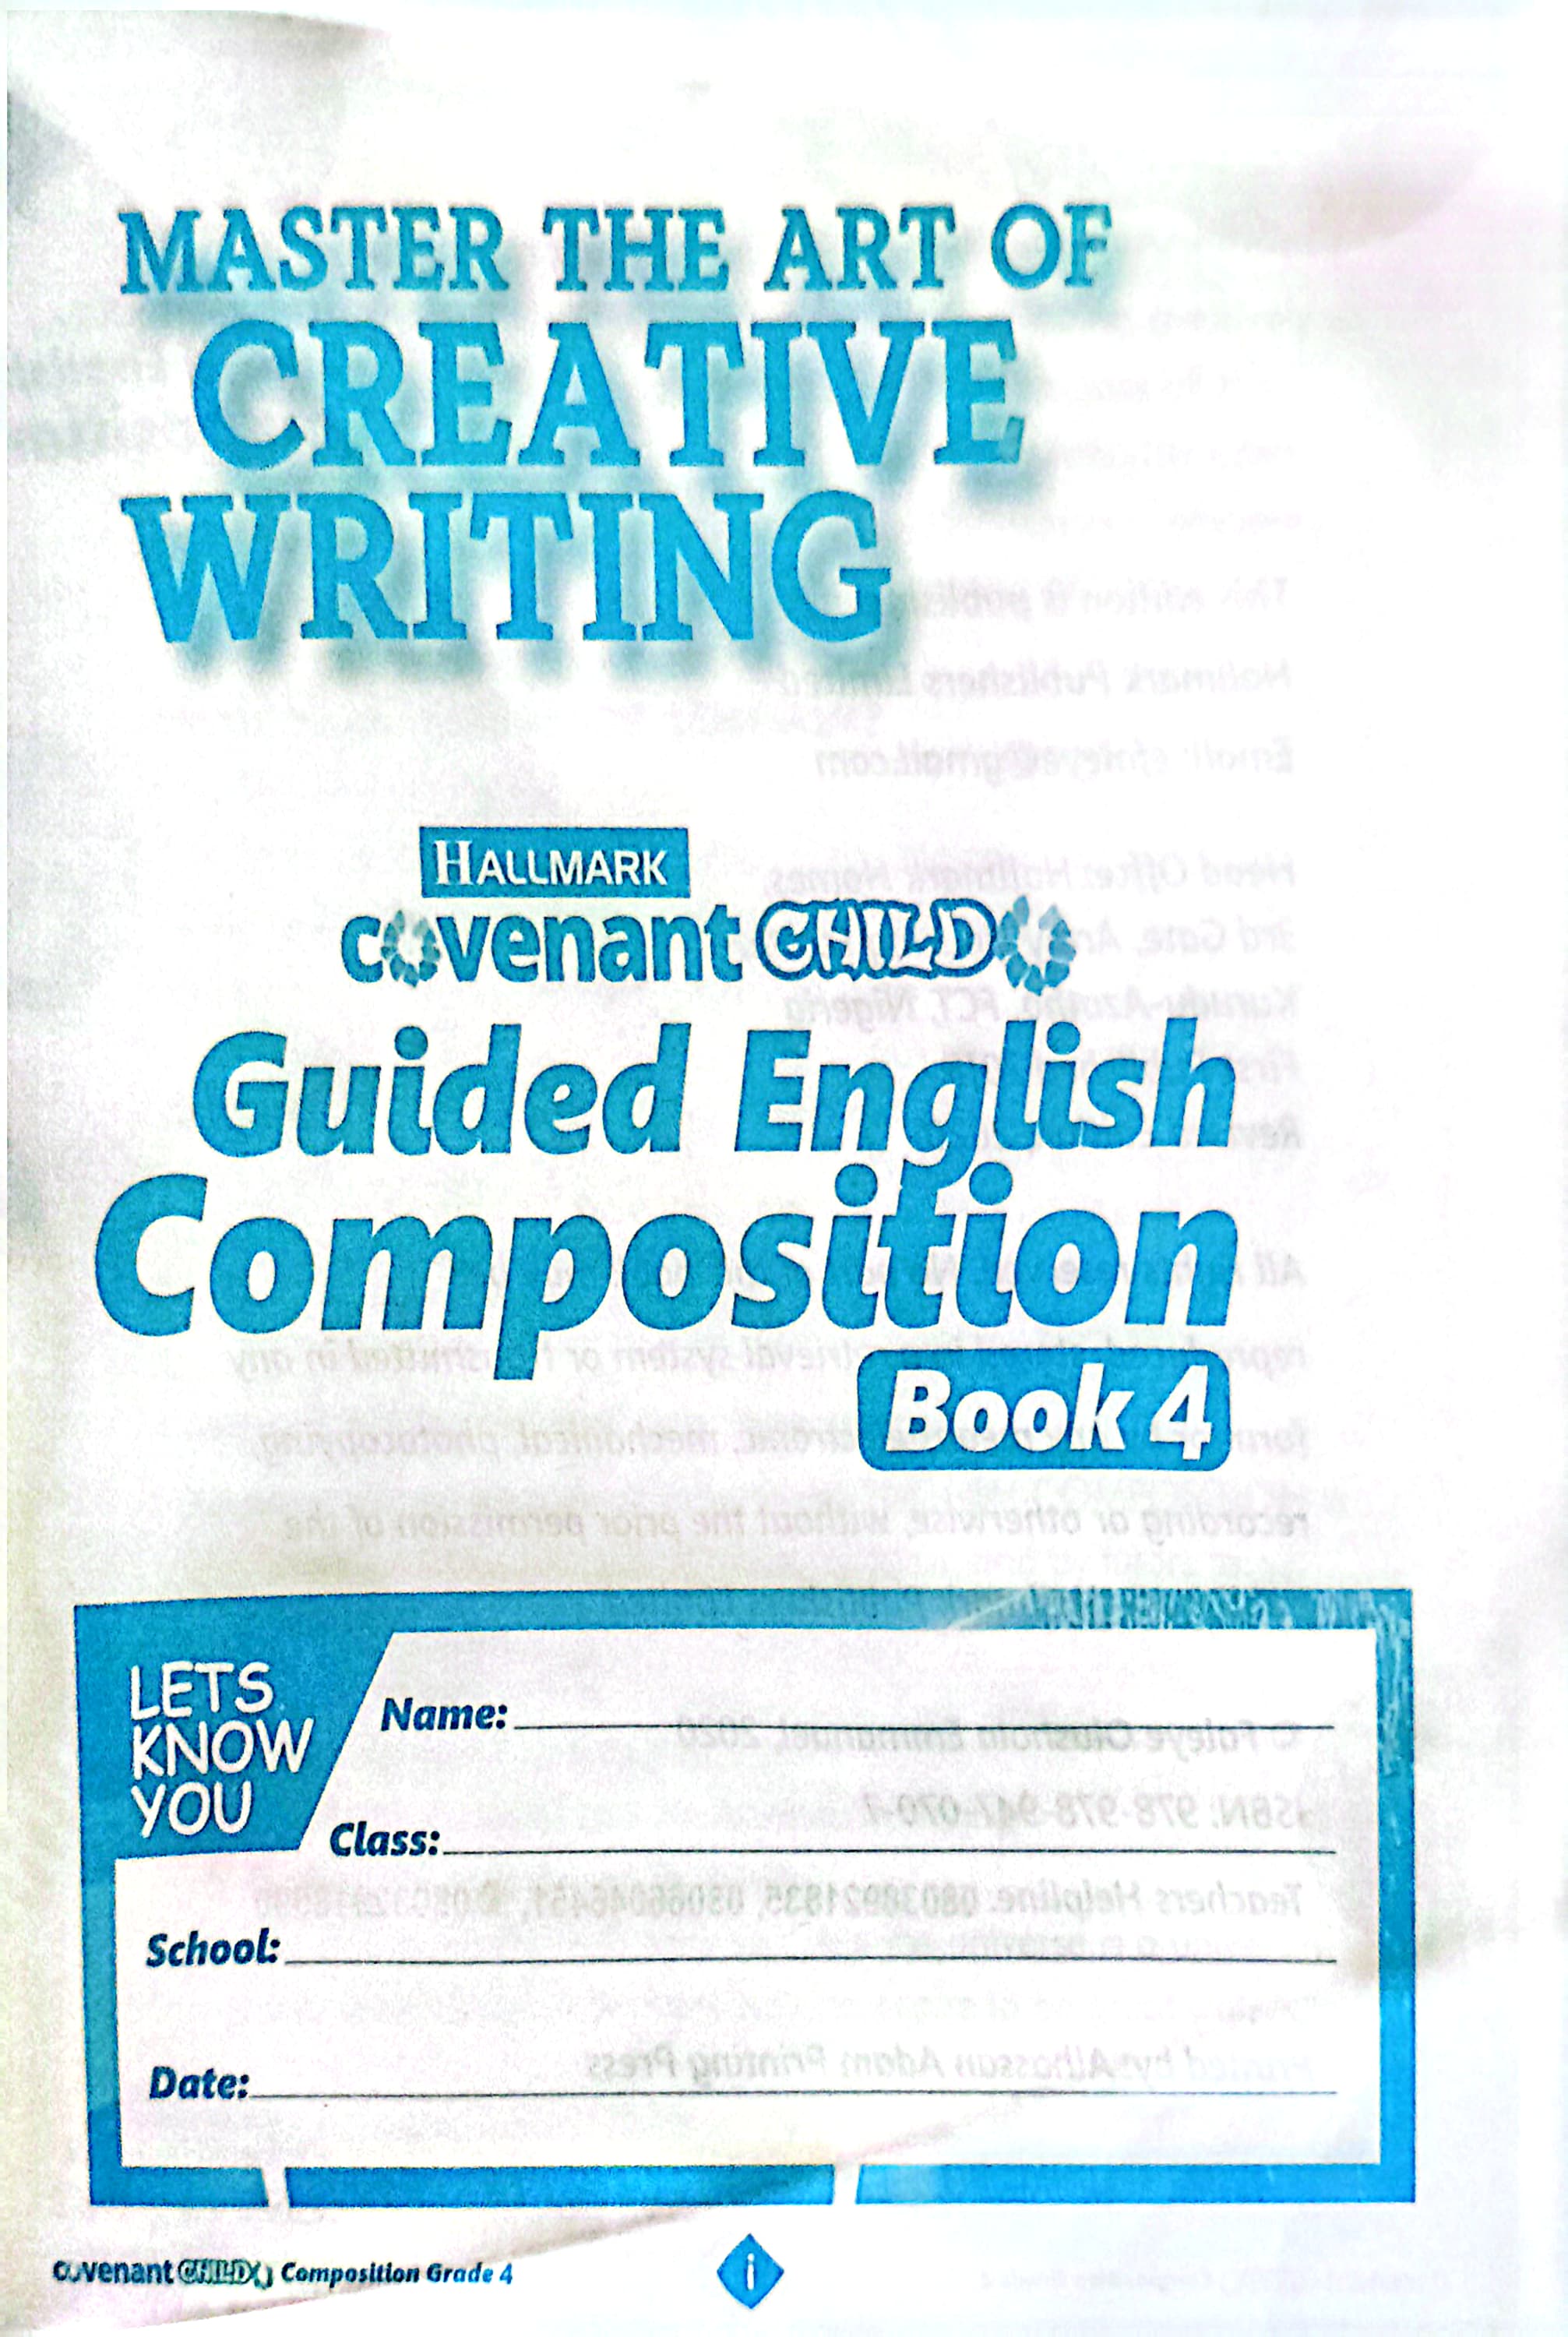 MASTER THE ART OF
CREATIVE
WRITING
HALLMARK
covenant CHILD
Guided English
Composition
Book 4
LETS
KNOW
YOU
Name:
Class:
School:
Date:
covenant CHILD Composition Grade 4
i